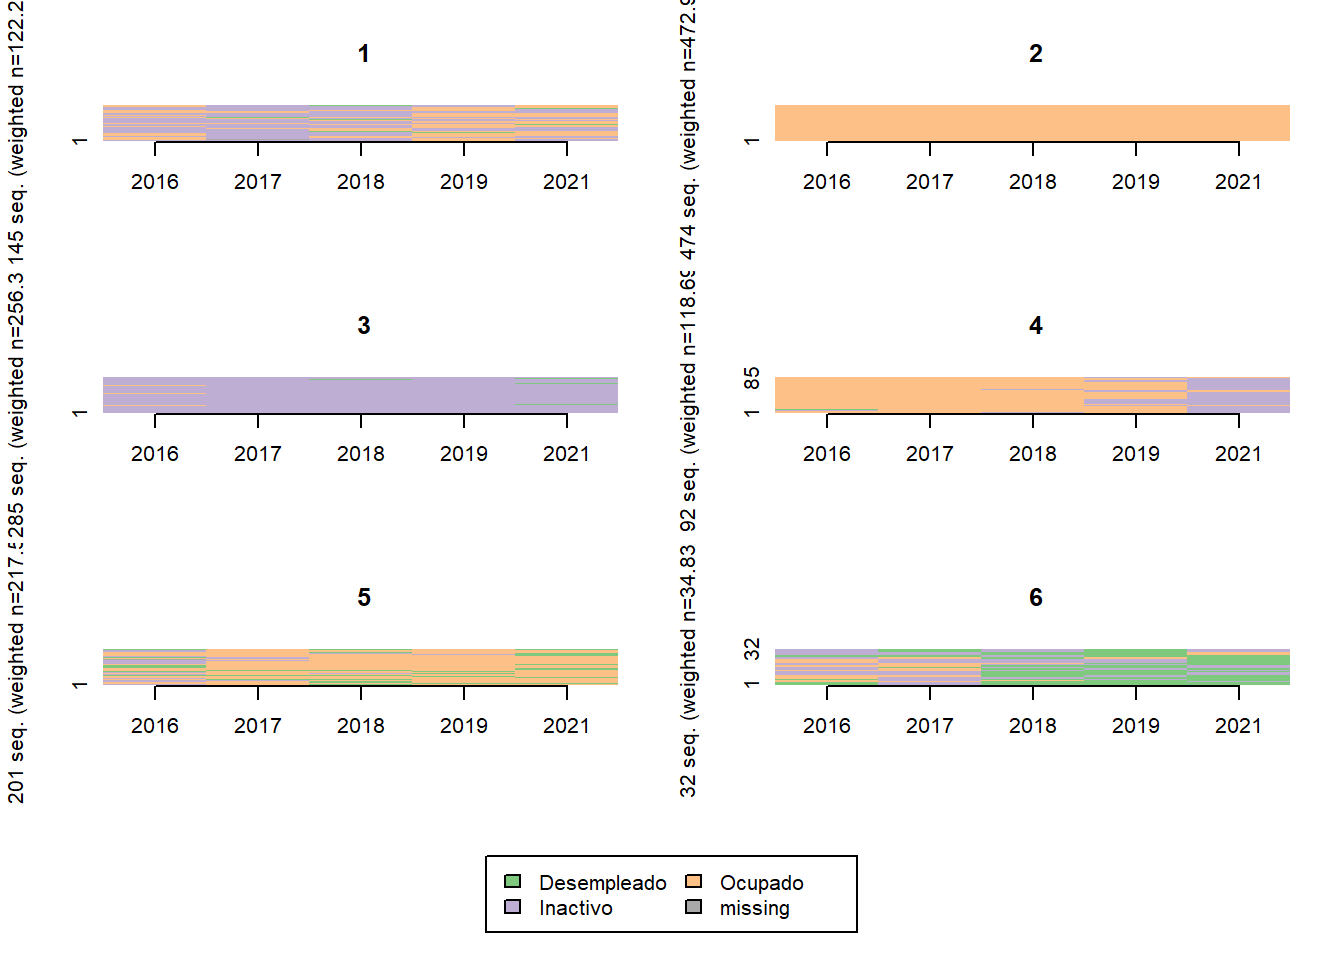 1
145 seq. (weighted n=122.2
1
2016 2017 2018 2019 2021
2
474 seq. (weighted n=472.9
1
2016 2017 2018 2019 2021
3
285 seq. (weighted n=256.3
1
2016 2017 2018 2019 2021
4
92 seq. (weighted n=118.69
1 85
2016 2017 2018 2019 2021
5
201 seq. (weighted n=217.5
1
2016 2017 2018 2019 2021
6
32 seq. (weighted n=34.83
1 32
2016 2017 2018 2019 2021
Desempleado Ocupado
Inactivo missing